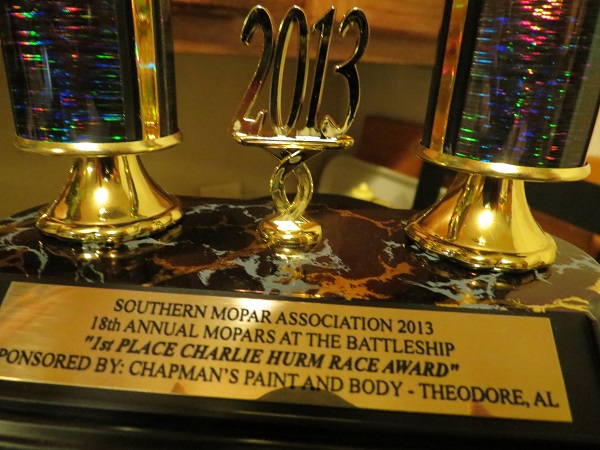 2013
SOUTHERN MOPAR ASSOCIATION 2013
18th ANNUAL MOPARS AT THE BATTLESHIP
"1st PLACE CHARLIE HURM RACE AWARD"
PONSORED BY: CHAPMAN'S PAINT AND BODY - THEODORE, AL